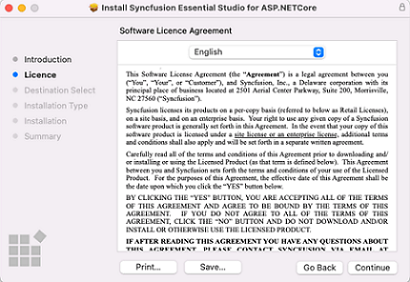 Install Syncfusion Essential Studio for ASP.NETCore
Software Licence Agreement
Introduction
Licence
Destination Select
Installation Type
Installation
Summary
English
This Software License Agreement (the “Agreement”) is a legal agreement between you
(“You”, “Your”, or “Customer”), and Syncfusion, Inc., a Delaware corporation with its
principal place of business located at 2501 Aerial Center Parkway, Suite 200, Morrisville,
NC 27560 (“Syncfusion”).
Syncfusion licenses its products on a per-copy basis (referred to below as Retail Licenses),
on a site basis, and on an enterprise basis. Your right to use any given copy of a Syncfusion
software product is generally set forth in this Agreement. In the event that your copy of this
software product is licensed under a site license or an enterprise license, additional terms
and conditions shall also apply and will be set forth in a separate written agreement.
Carefully read all of the terms and conditions of this Agreement prior to downloading and/
or installing or using the Licensed Product (as that term is defined below). This Agreement
between you and Syncfusion sets forth the terms and conditions of your use of the Licensed
Product. For the purposes of this Agreement, the effective date of this Agreement shall be
the date upon which you click the “YES” button below.
BY CLICKING THE “YES” BUTTON, YOU ARE ACCEPTING ALL OF THE TERMS
OF THIS AGREEMENT AND AGREE TO BE BOUND BY THE TERMS OF THIS
AGREEMENT. IF YOU DO NOT AGREE TO ALL OF THE TERMS OF THIS
AGREEMENT, CLICK THE “NO” BUTTON AND DO NOT DOWNLOAD AND/OR
INSTALL OR OTHERWISE USE THE LICENSED PRODUCT.
IF AFTER READING THIS AGREEMENT YOU HAVE ANY QUESTIONS ABOUT
THIS AGREEMENT, PLEASE CONTACT SYNCFUSION VIA EMAIL AT
Print...
Save...
Go Back
Continue